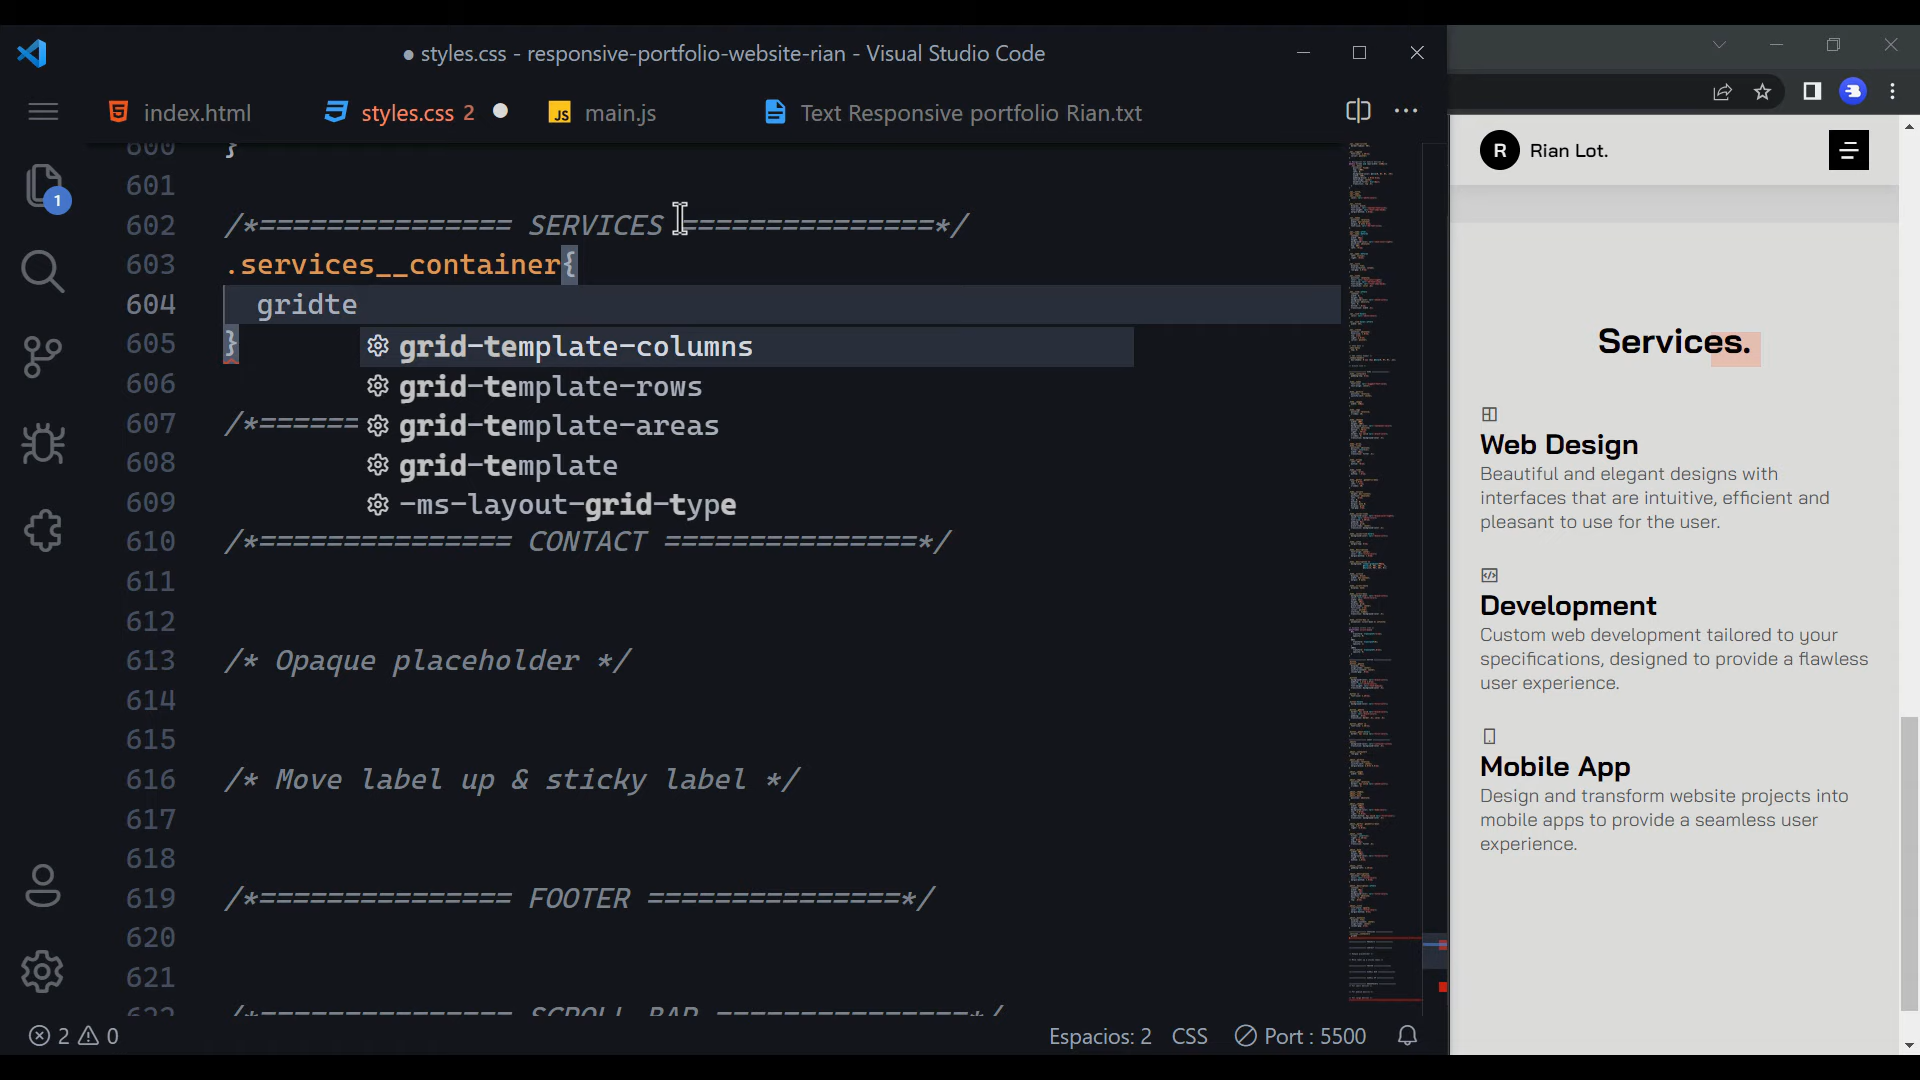 ● styles.css - responsive-portfolio-website-rian - Visual Studio Code
index.html
styles.css 2
JS main.js
Text Responsive portfolio Rian.txt
600 }
601
602 /*=============== SERVICES ===============*/
603 .services__container{
604 gridte
605 }
606
607 /*======
608
609
grid-template-columns
grid-template-rows
grid-template-areas
grid-template
-ms-layout-grid-type
610 /*=============== CONTACT ===============*/
611
612
613 /* Opaque placeholder */
614
615
616 /* Move label up & sticky label */
617
618
619 /*=============== FOOTER ===============*/
620
621
622 /*=============== SCROLL BAR ===============*/
1
2 0
Espacios: 2 CSS Port : 5500
R Rian Lot.
Services.
Web Design
Beautiful and elegant designs with
interfaces that are intuitive, efficient and
pleasant to use for the user.
Development
Custom web development tailored to your
specifications, designed to provide a flawless
user experience.
Mobile App
Design and transform website projects into
mobile apps to provide a seamless user
experience.